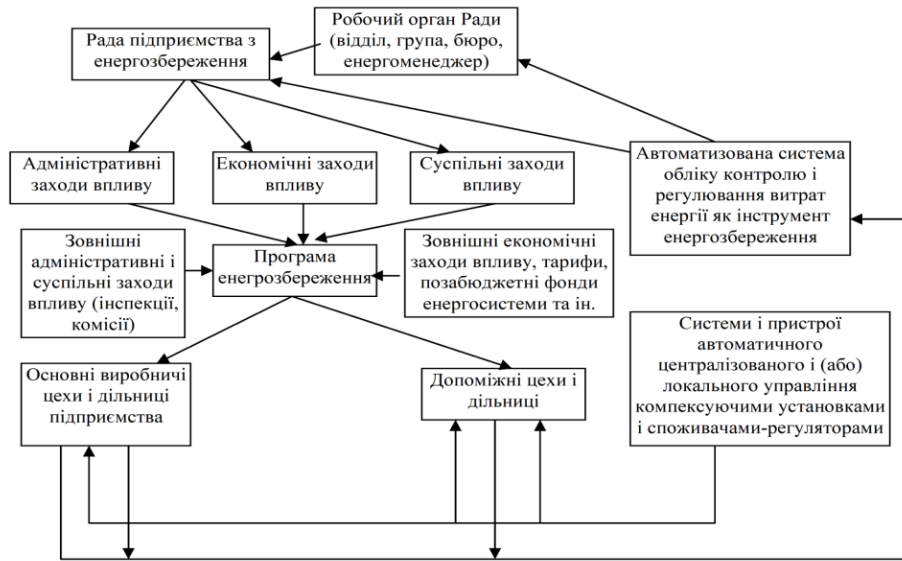 Рада підприємства з
енергозбереження
Робочий орган Ради
(відділ, група, бюро,
енергоменеджер)
Адміністративні
заходи впливу
Економічні заходи
впливу
Суспільні заходи
впливу
Автоматизована система
обліку контролю і
регулювання витрат
енергії як інструмент
енергозбереження
Зовнішні
адміністративні і
суспільні заходи
впливу (інспекції,
комісії)
Програма
енегрозбереження
Зовнішні економічні
заходи впливу, тарифи,
позабюджетні фонди
енергосистеми та ін.
Системи і пристрої
автоматичного
централізованого і (або)
локального управління
компексуючими установками
і споживачами-регуляторами
Основні виробничі
цехи і дільниці
підприємства
Допоміжні цехи і
дільниці